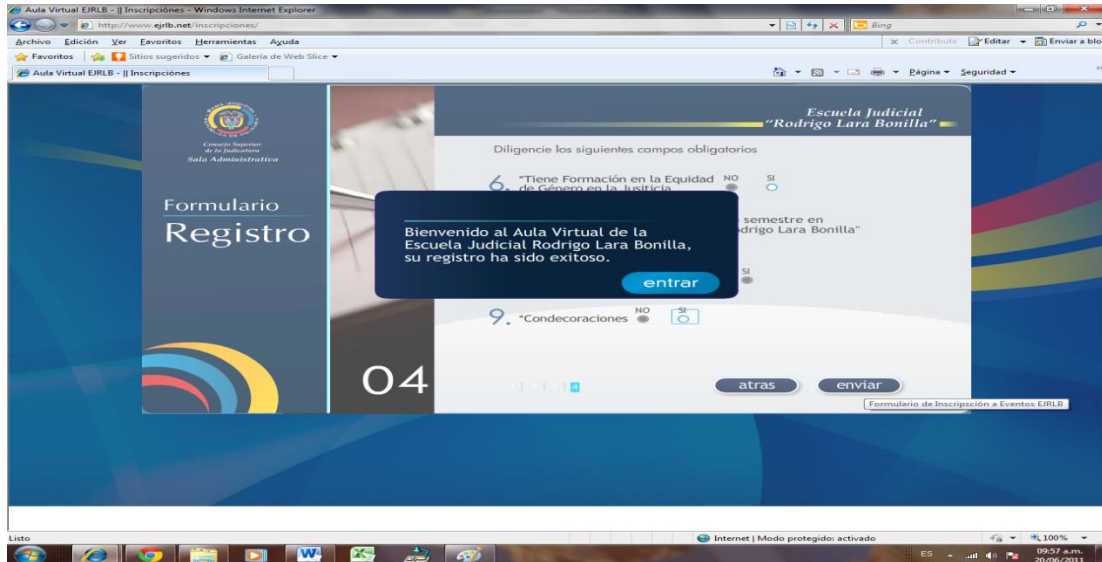 Aula Virtual EJRLB - || Inscripciónes - Windows Internet Explorer
http://www.ejrlb.net/inscripciones/
Bing
Archivo Edición Ver Favoritos Herramientas Ayuda
x Contribute Editar Enviar a blo
Favoritos Sitios sugeridos Galería de Web Slice
Aula Virtual EJRLB - || Inscripciónes
Página Seguridad
Consejo Superior
de la Judicatura
Sala Administrativa
Formulario
Registro
04
Escuela Judicial
"Rodrigo Lara Bonilla"
Diligencie los siguientes campos obligatorios
6. *Tiene Formación en la Equidad NO SI
de Género en la Justicia
semestre en
drigo Lara Bonilla"
SI
Bienvenido al Aula Virtual de la
Escuela Judicial Rodrigo Lara Bonilla,
su registro ha sido exitoso.
entrar
9. *Condecoraciones NO SI
4
atras enviar
Formulario de Inscripsción a Eventos EJRLB
Listo
Internet | Modo protegido: activado
100%
ES
09:57 a.m.
20/06/2011